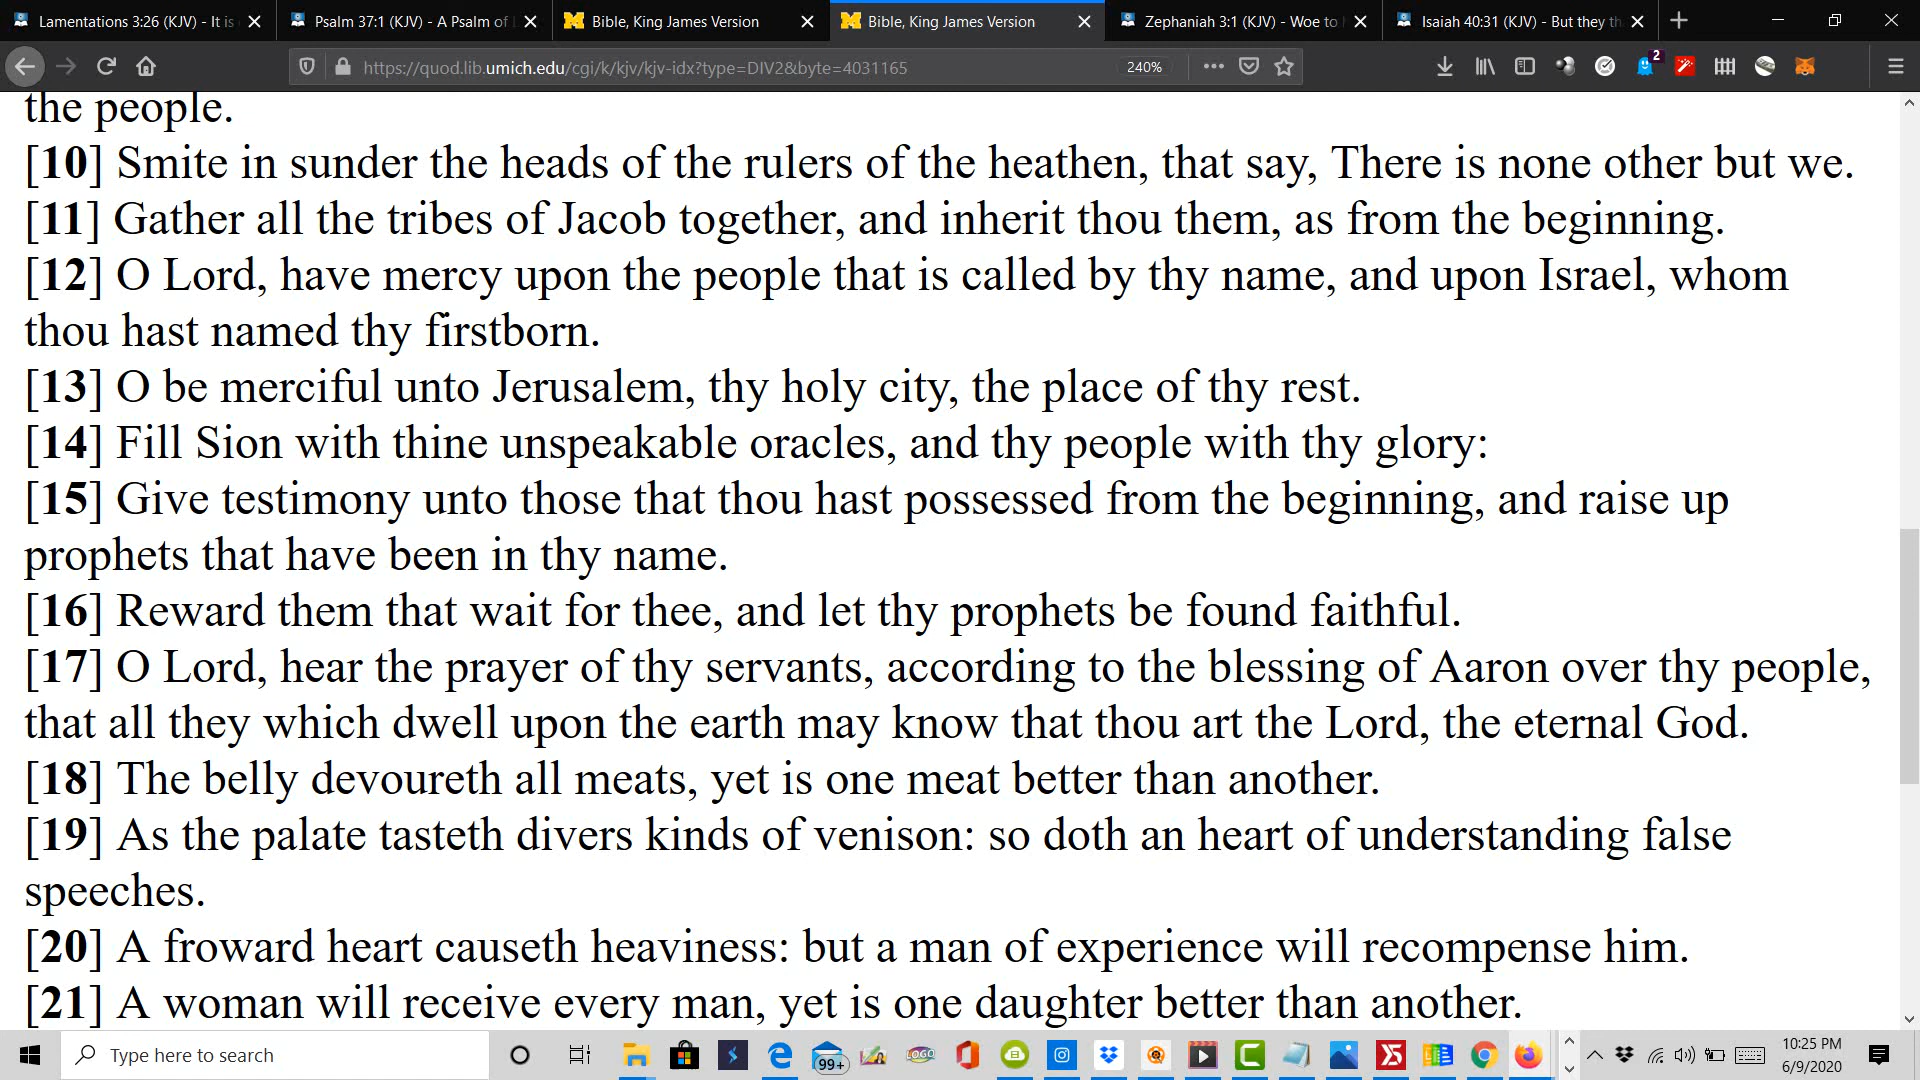 Lamentations 3:26 (KJV) - It is
Psalm 37:1 (KJV) - A Psalm of
Bible, King James Version
Bible, King James Version
Zephaniah 3:1 (KJV) - Woe to
Isaiah 40:31 (KJV) - But they th
https://quod.lib.umich.edu/cgi/k/kjv/kjv-idx?type=DIV2&byte=4031165
240%
2
the people.
[10] Smite in sunder the heads of the rulers of the heathen, that say, There is none other but we.
[11] Gather all the tribes of Jacob together, and inherit thou them, as from the beginning.
[12] O Lord, have mercy upon the people that is called by thy name, and upon Israel, whom
thou hast named thy firstborn.
[13] O be merciful unto Jerusalem, thy holy city, the place of thy rest.
[14] Fill Sion with thine unspeakable oracles, and thy people with thy glory:
[15] Give testimony unto those that thou hast possessed from the beginning, and raise up
prophets that have been in thy name.
[16] Reward them that wait for thee, and let thy prophets be found faithful.
[17] O Lord, hear the prayer of thy servants, according to the blessing of Aaron over thy people,
that all they which dwell upon the earth may know that thou art the Lord, the eternal God.
[18] The belly devoureth all meats, yet is one meat better than another.
[19] As the palate tasteth divers kinds of venison: so doth an heart of understanding false
speeches.
[20] A froward heart causeth heaviness: but a man of experience will recompense him.
[21] A woman will receive every man, yet is one daughter better than another.
Type here to search
99+
LOGO
10:25 PM
6/9/2020